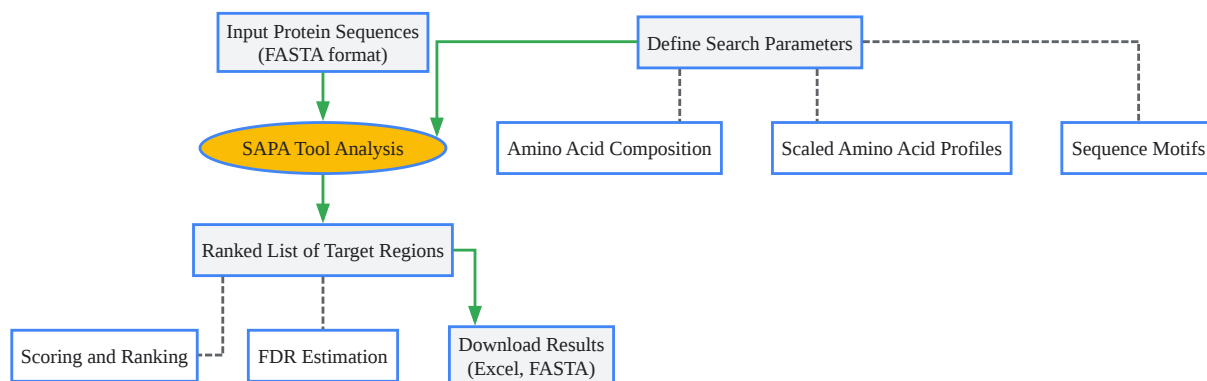 Input Protein Sequences
(FASTA format)
Define Search Parameters
SAPA Tool Analysis
Amino Acid Composition
Scaled Amino Acid Profiles
Sequence Motifs
Ranked List of Target Regions
Scoring and Ranking
FDR Estimation
Download Results
(Excel, FASTA)